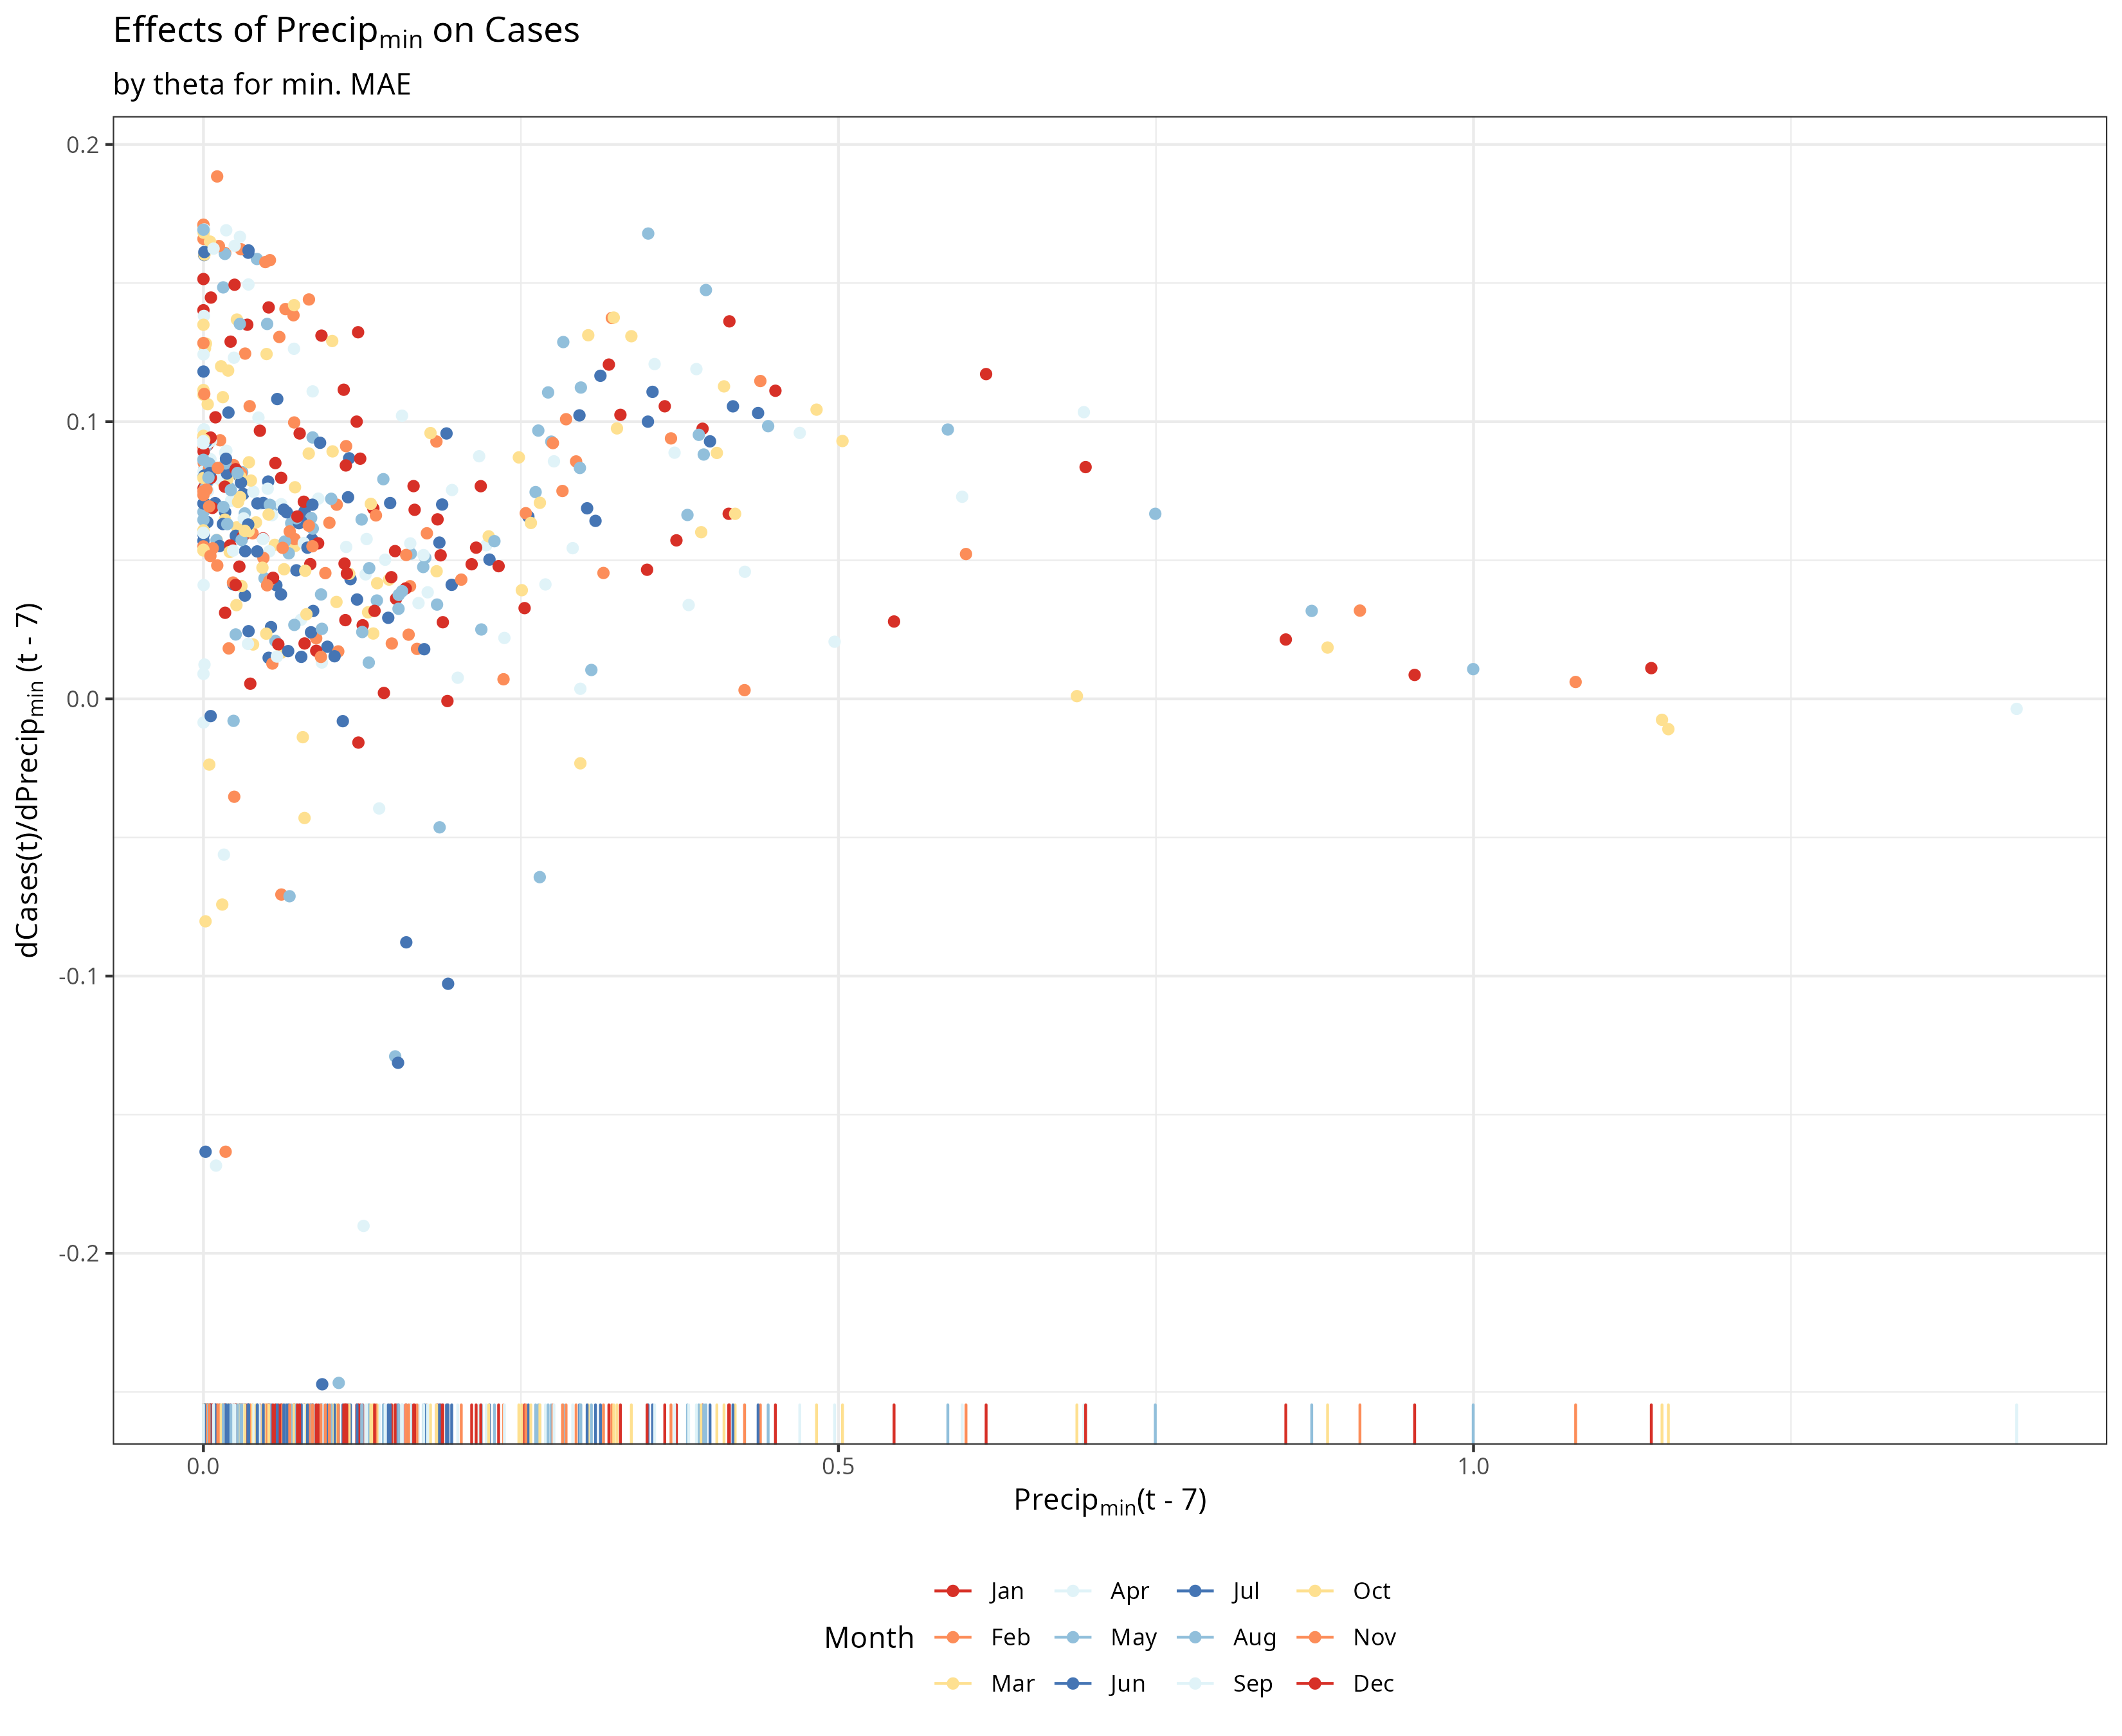 Effects of Precipmin on Cases
by theta for min. MAE
0.2
0.1
0.0
-0.1
-0.2
dCases(t)/dPrecipmin (t - 7)
0.0 0.5 1.0
Precipmin(t - 7)
Month
Jan Apr Jul Oct
Feb May Aug Nov
Mar Jun Sep Dec